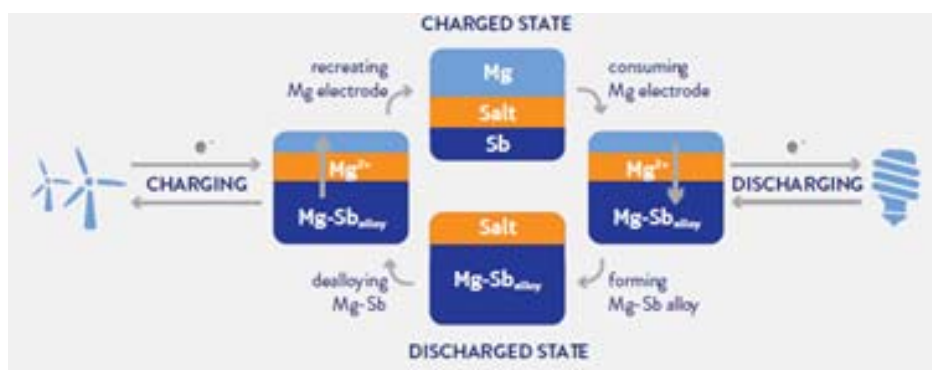 CHARGED STATE
recreating
Mg electrode
Mg
Salt
Sb
consuming
Mg electrode
e⁻
CHARGING
Mg²⁺
Mg-Sb alloy
Mg²⁺
Mg-Sb alloy
e⁻
DISCHARGING
Salt
Mg-Sb alloy
dealloying
Mg-Sb
forming
Mg-Sb alloy
DISCHARGED STATE